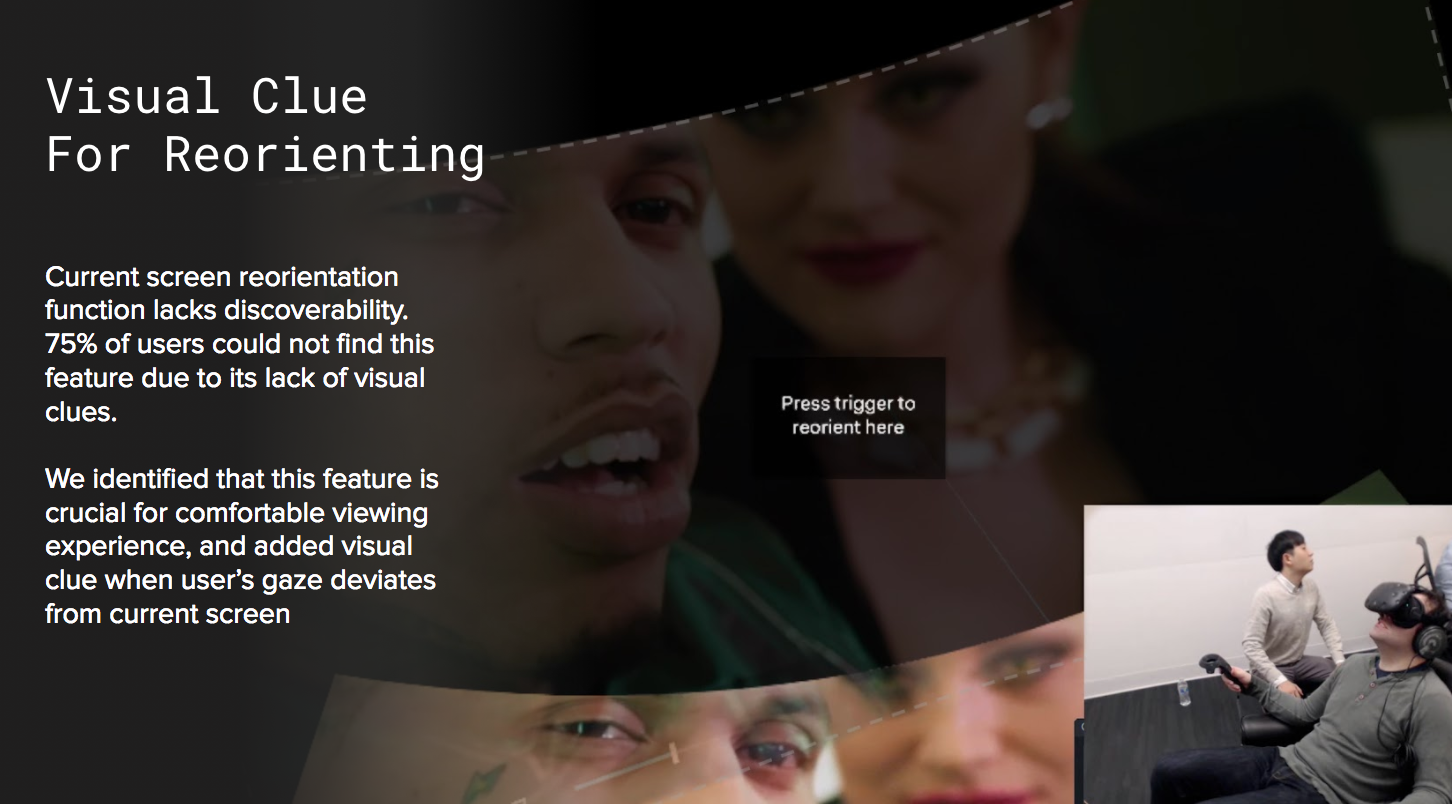 Visual Clue
For Reorienting
Current screen reorientation
function lacks discoverability.
75% of users could not find this
feature due to its lack of visual
clues.
We identified that this feature is
crucial for comfortable viewing
experience, and added visual
clue when user’s gaze deviates
from current screen
Press trigger to
reorient here